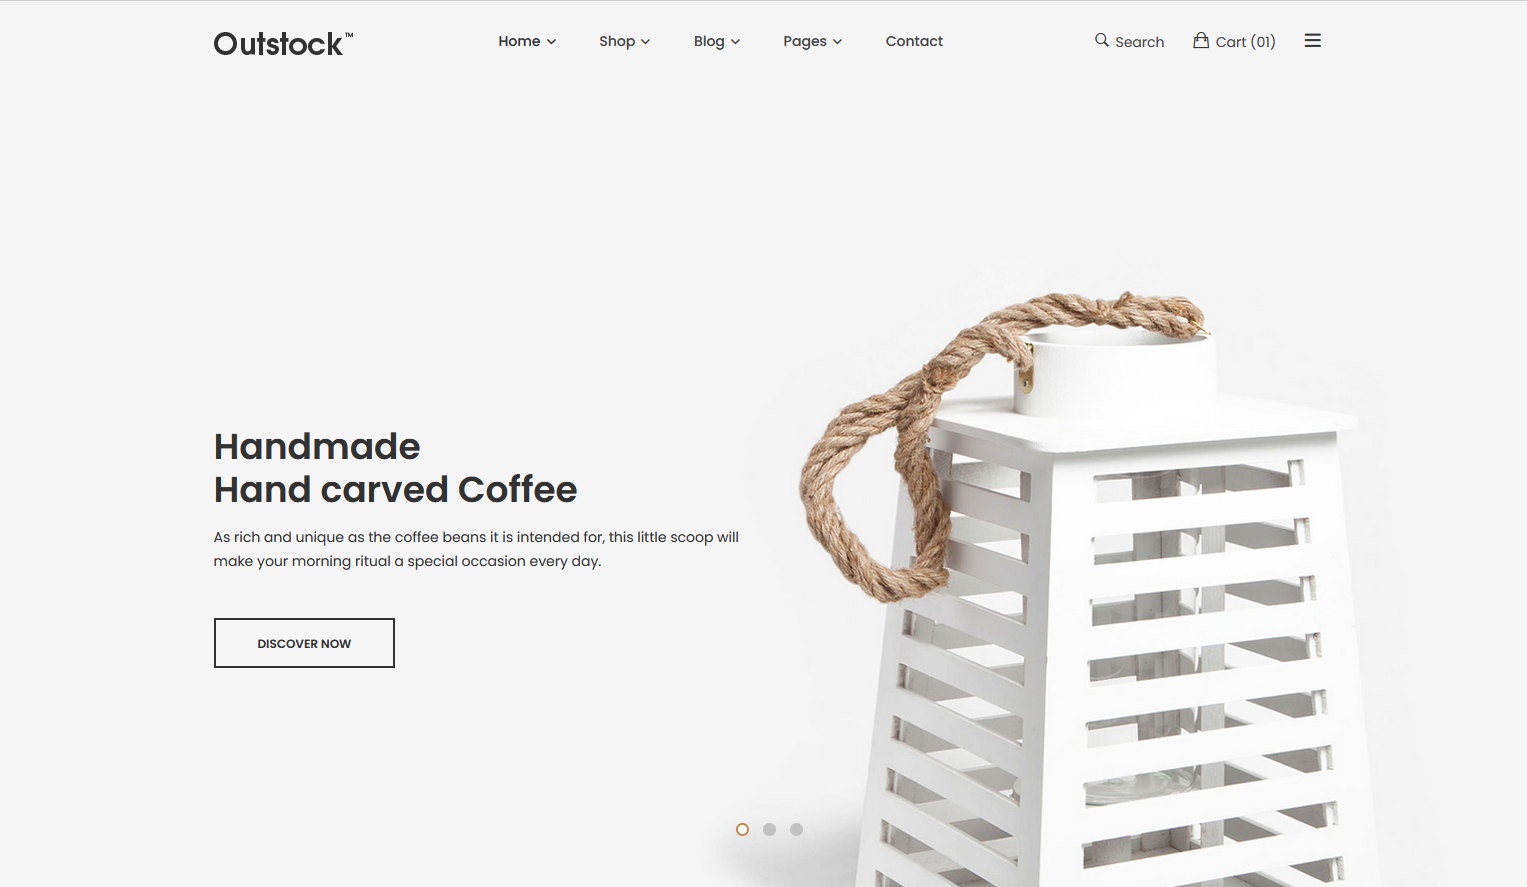 Outstock™
Home
Shop
Blog
Pages
Contact
Search
Cart (01)
Handmade
Hand carved Coffee
As rich and unique as the coffee beans it is intended for, this little scoop will
make your morning ritual a special occasion every day.
DISCOVER NOW